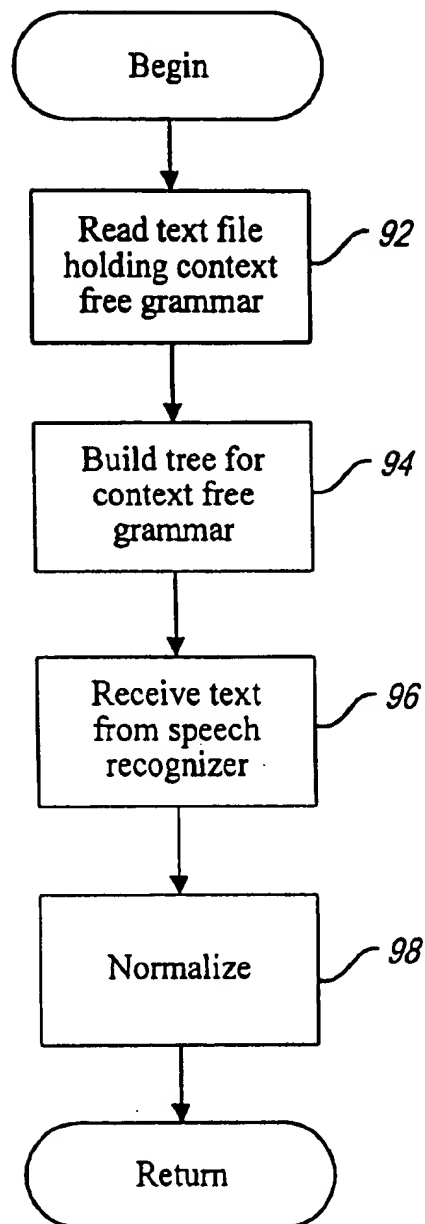 Begin
Read text file
holding context
free grammar
92
Build tree for
context free
grammar
94
Receive text
from speech
recognizer
96
Normalize
98
Return